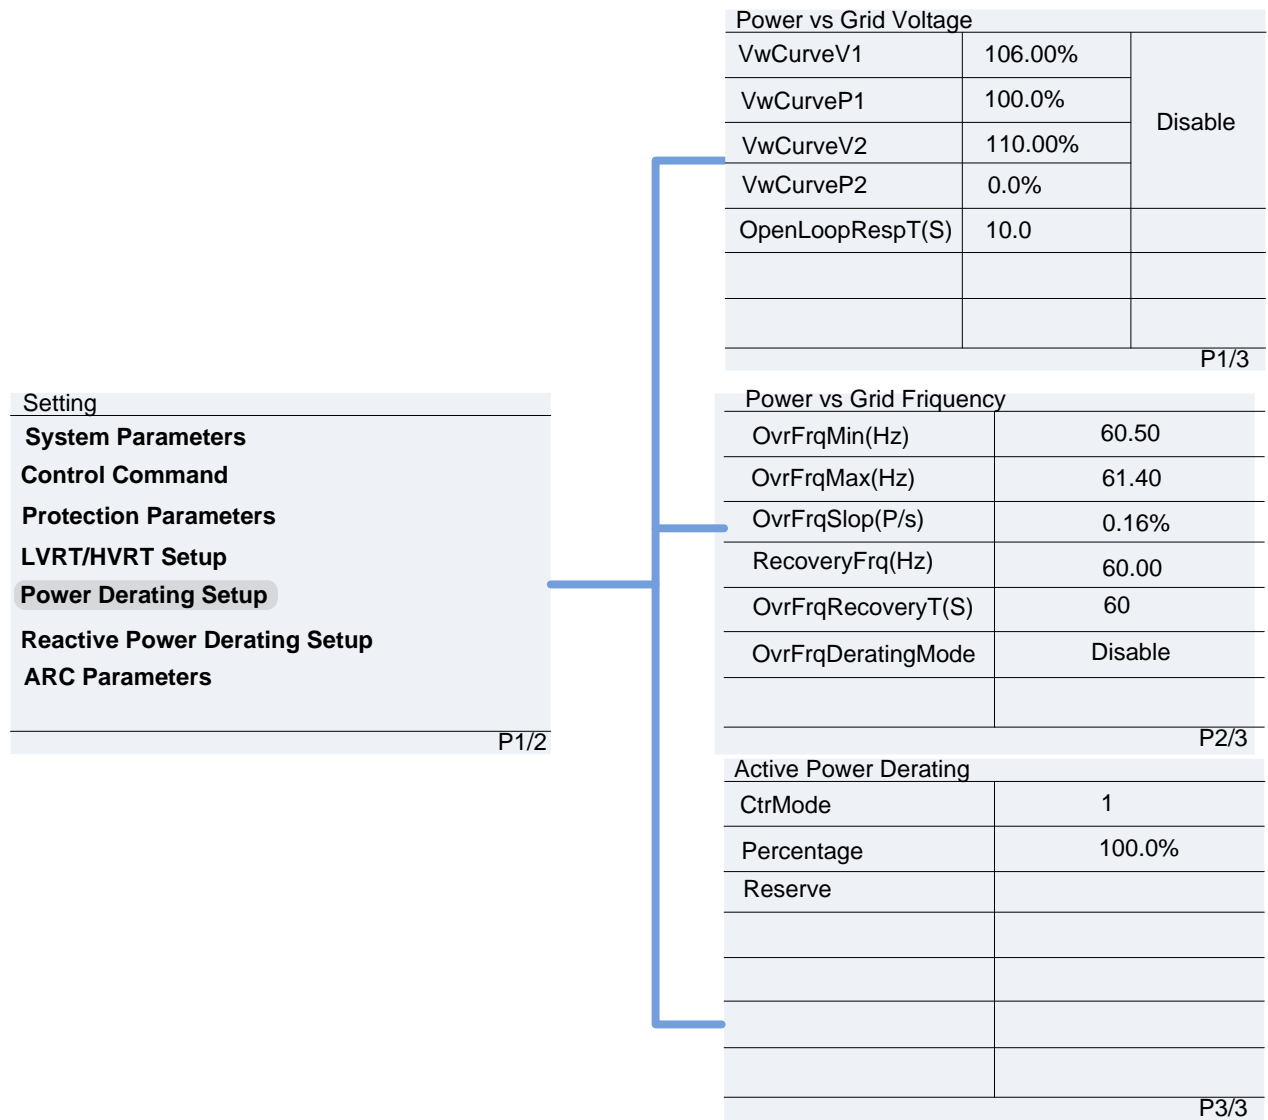 Power vs Grid Voltage
VwCurveV1 106.00%
VwCurveP1 100.0%
Disable
VwCurveV2 110.00%
VwCurveP2 0.0%
OpenLoopRespT(S) 10.0
P1/3
Setting
System Parameters
Control Command
Protection Parameters
LVRT/HVRT Setup
Power Derating Setup
Reactive Power Derating Setup
ARC Parameters
P1/2
Power vs Grid Friquency
OvrFrqMin(Hz) 60.50
OvrFrqMax(Hz) 61.40
OvrFrqSlop(P/s) 0.16%
RecoveryFrq(Hz) 60.00
OvrFrqRecoveryT(S) 60
OvrFrqDeratingMode Disable
P2/3
Active Power Derating
CtrMode 1
Percentage 100.0%
Reserve
P3/3